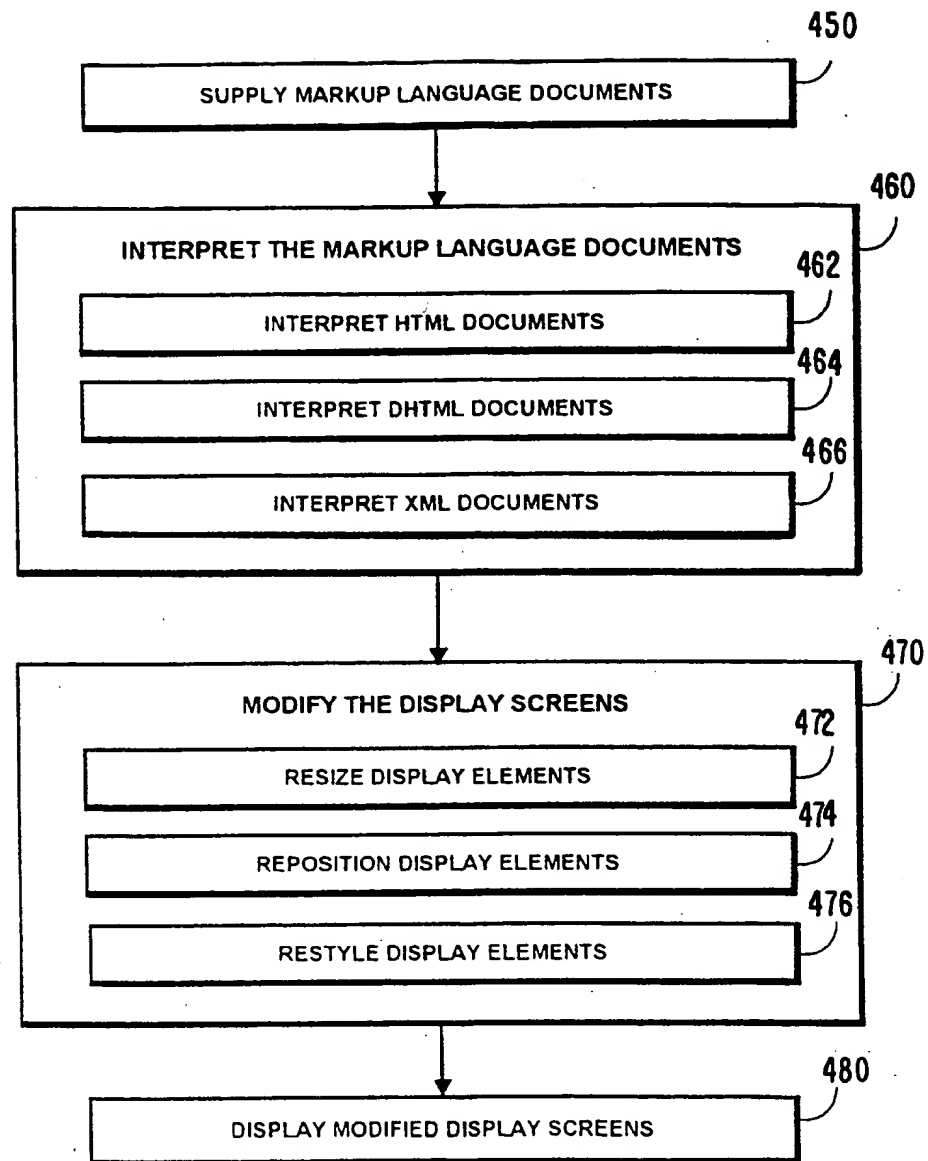 450
SUPPLY MARKUP LANGUAGE DOCUMENTS
460
INTERPRET THE MARKUP LANGUAGE DOCUMENTS
462
INTERPRET HTML DOCUMENTS
464
INTERPRET DHTML DOCUMENTS
466
INTERPRET XML DOCUMENTS
470
MODIFY THE DISPLAY SCREENS
472
RESIZE DISPLAY ELEMENTS
474
REPOSITION DISPLAY ELEMENTS
476
RESTYLE DISPLAY ELEMENTS
480
DISPLAY MODIFIED DISPLAY SCREENS